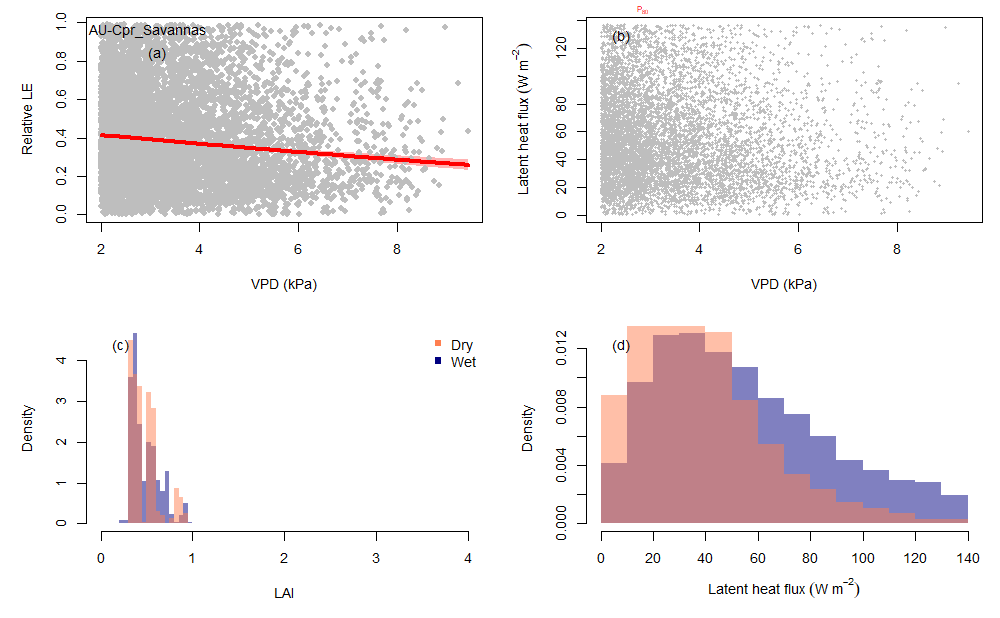 AU-Cpr_Savannas
(a)
Relative LE
0.0 0.2 0.4 0.6 0.8 1.0
2 4 6 8
VPD (kPa)
P80
(b)
Latent heat flux (W m−2)
0 20 40 60 80 120
2 4 6 8
VPD (kPa)
(c)
Dry
Wet
Density
0 1 2 3 4
0 1 2 3 4
LAI
(d)
Density
0.000 0.004 0.008 0.012
0 20 40 60 80 100 120 140
Latent heat flux (W m−2)